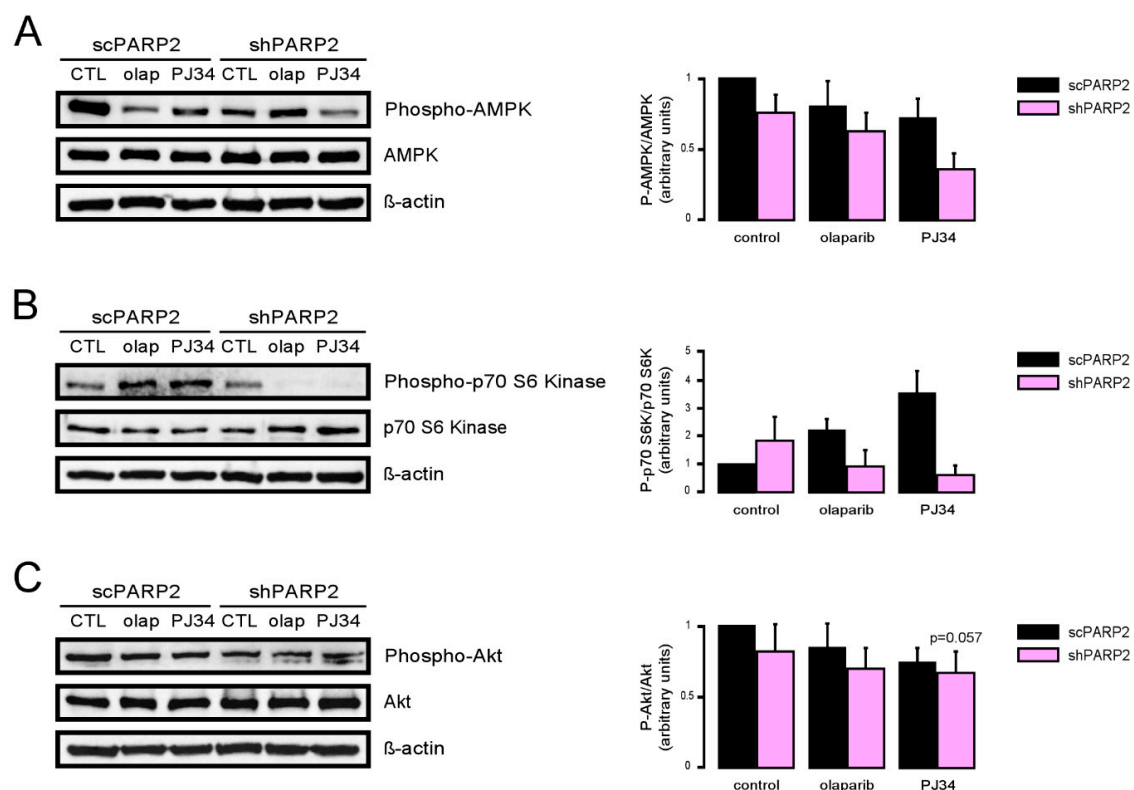 A
scPARP2 shPARP2
CTL olap PJ34 CTL olap PJ34
Phospho-AMPK
AMPK
ß-actin
P-AMPK/AMPK
(arbitrary units)
1
0.5
1
control olaparib PJ34
scPARP2
shPARP2
B
scPARP2 shPARP2
CTL olap PJ34 CTL olap PJ34
Phospho-p70 S6 Kinase
p70 S6 Kinase
ß-actin
P-p70 S6K/p70 S6K
(arbitrary units)
5
4
2
1
0
control olaparib PJ34
scPARP2
shPARP2
C
scPARP2 shPARP2
CTL olap PJ34 CTL olap PJ34
Phospho-Akt
Akt
ß-actin
P-Akt/Akt
(arbitrary units)
1
0.5
1
p=0.057
control olaparib PJ34
scPARP2
shPARP2